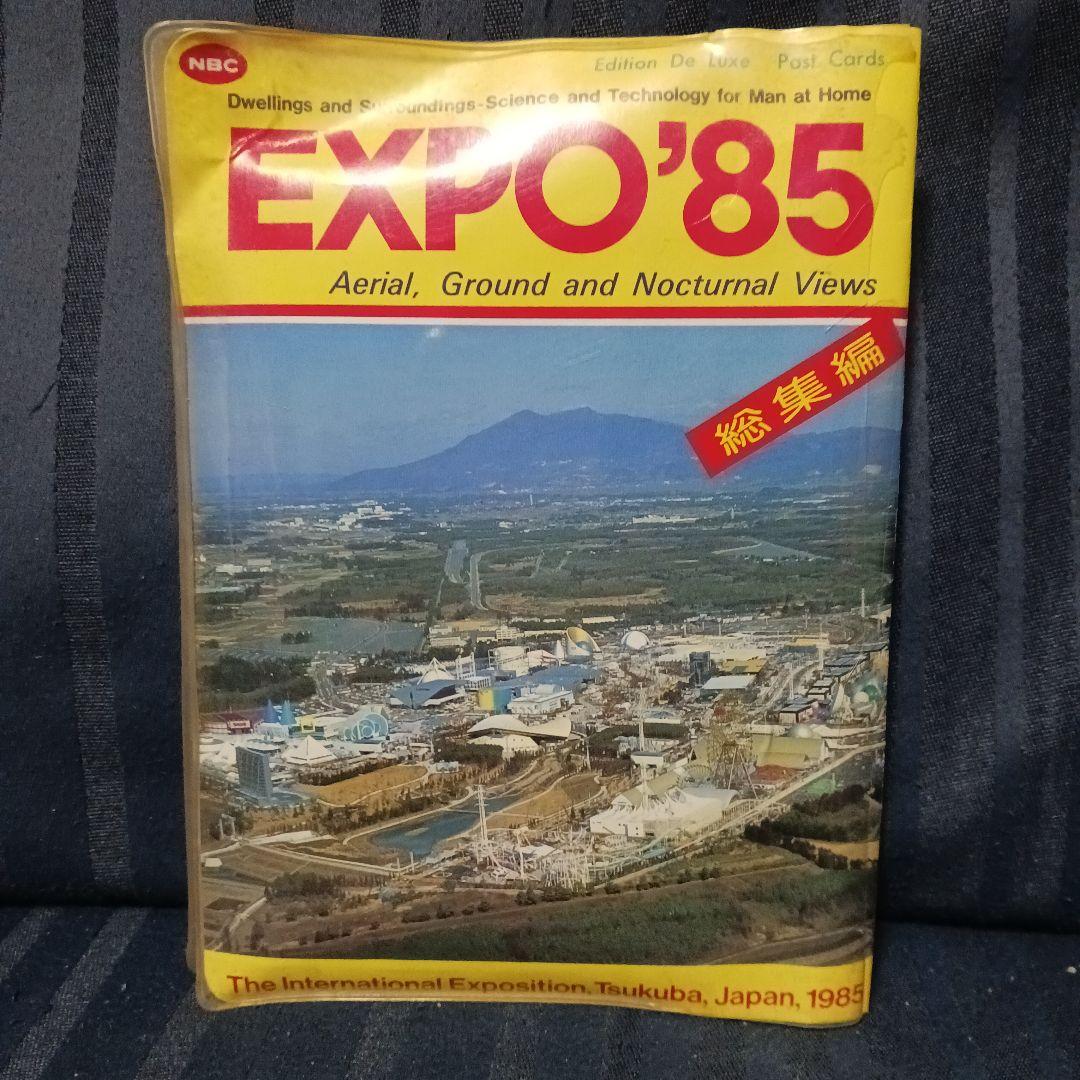 NBC
Edition De Luxe Post Cards
Dwellings and Surroundings-Science and Technology for Man at Home
EXPO'85
Aerial, Ground and Nocturnal Views
総集編
The International Exposition, Tsukuba, Japan, 1985